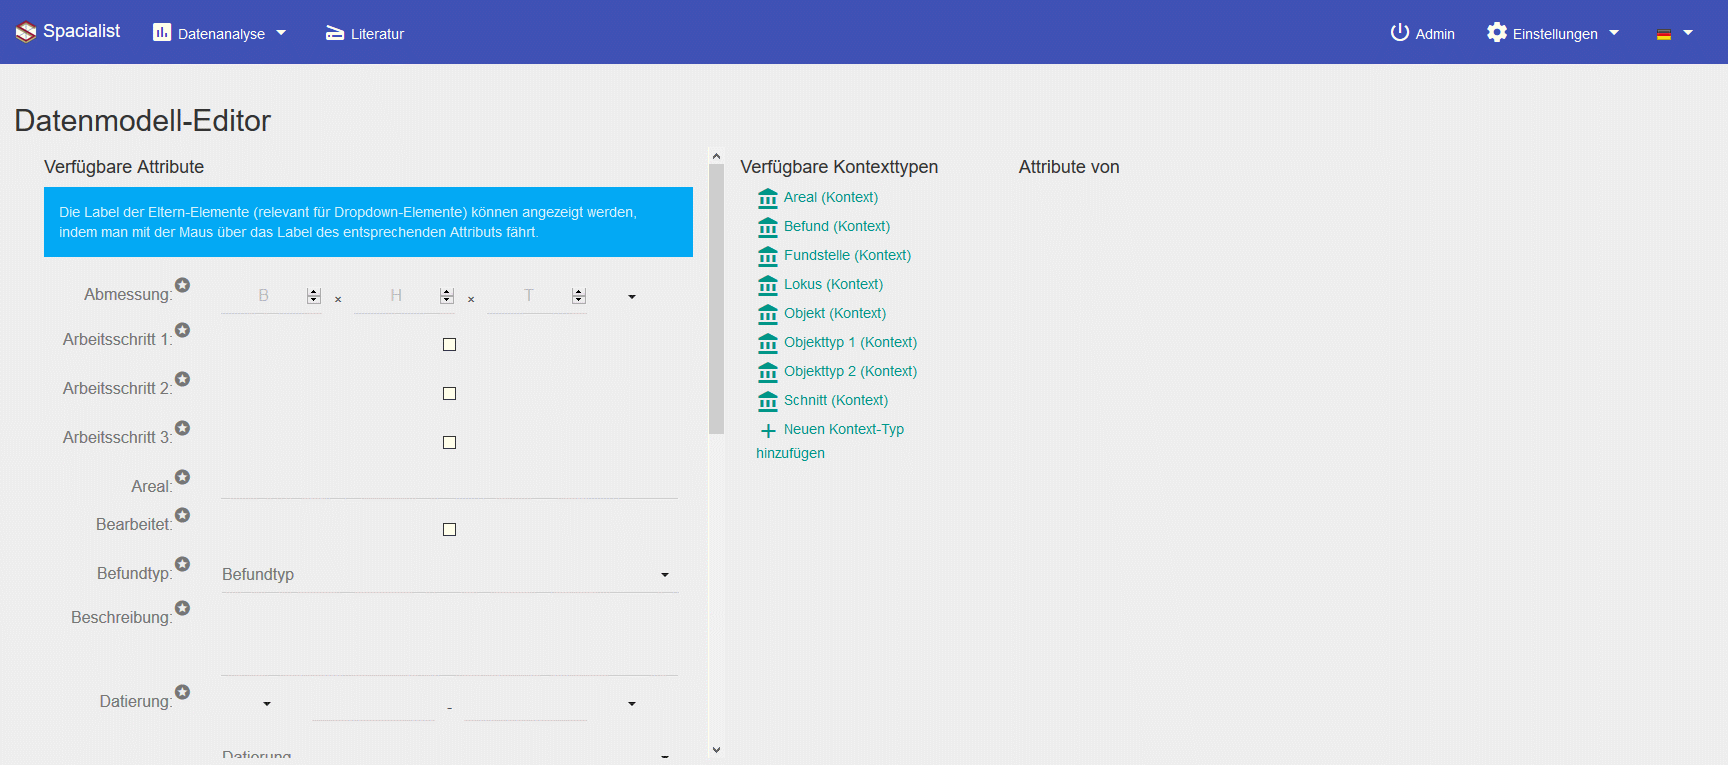 Spacialist
Datenanalyse
Literatur
Admin
Einstellungen
Datenmodell-Editor
Verfügbare Attribute
Die Label der Eltern-Elemente (relevant für Dropdown-Elemente) können angezeigt werden,
indem man mit der Maus über das Label des entsprechenden Attributs fährt.
Abmessung: B × H × T
Arbeitsschritt 1:
Arbeitsschritt 2:
Arbeitsschritt 3:
Areal:
Bearbeitet:
Befundtyp: Befundtyp
Beschreibung:
Datierung: -
Datierung
Verfügbare Kontexttypen
Areal (Kontext)
Befund (Kontext)
Fundstelle (Kontext)
Lokus (Kontext)
Objekt (Kontext)
Objekttyp 1 (Kontext)
Objekttyp 2 (Kontext)
Schnitt (Kontext)
Neuen Kontext-Typ
hinzufügen
Attribute von